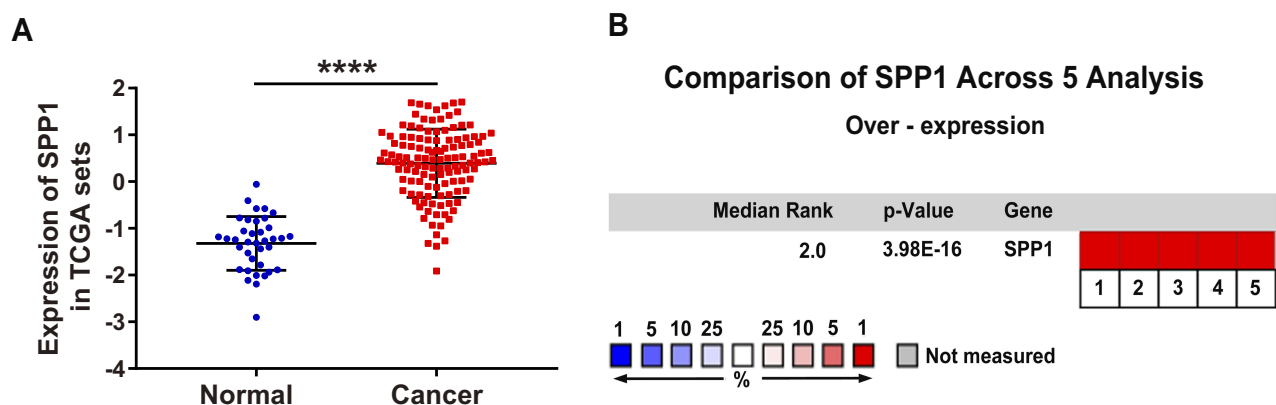 A
Expression of SPP1
in TCGA sets
****
2
1
0
-1
-2
-3
-4
Normal Cancer
B
Comparison of SPP1 Across 5 Analysis
Over - expression
Median Rank p-Value Gene
2.0 3.98E-16 SPP1
1 2 3 4 5
1 5 10 25 25 10 5 1
Not measured
%